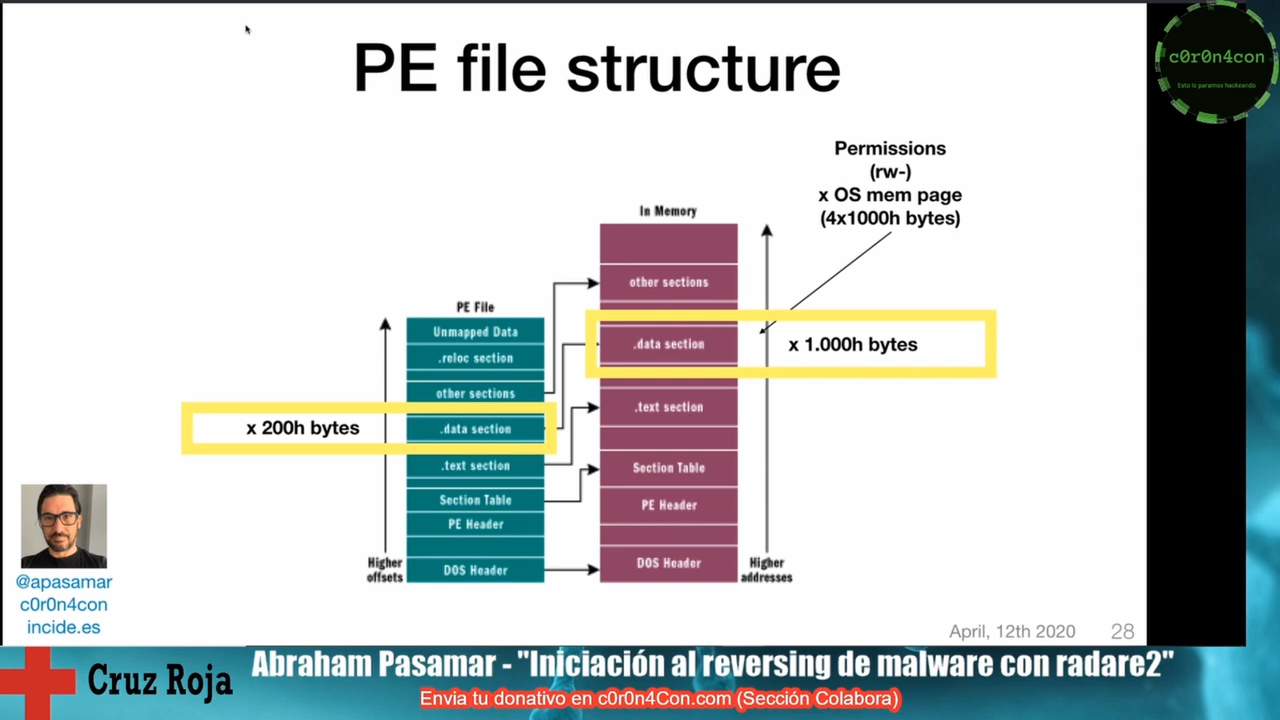 PE file structure
c0r0n4con
Esto lo paramos hackeando
Permissions
(rw-)
x OS mem page
(4x1000h bytes)
In Memory
other sections
.data section
x 1.000h bytes
.text section
Section Table
PE Header
DOS Header
Higher
addresses
PE File
Unmapped Data
.reloc section
other sections
.data section
x 200h bytes
.text section
Section Table
PE Header
DOS Header
Higher
offsets
@apasamar
c0r0n4con
incide.es
April, 12th 2020
28
Cruz Roja
Abraham Pasamar - "Iniciación al reversing de malware con radare2"
Envia tu donativo en c0r0n4Con.com (Sección Colabora)